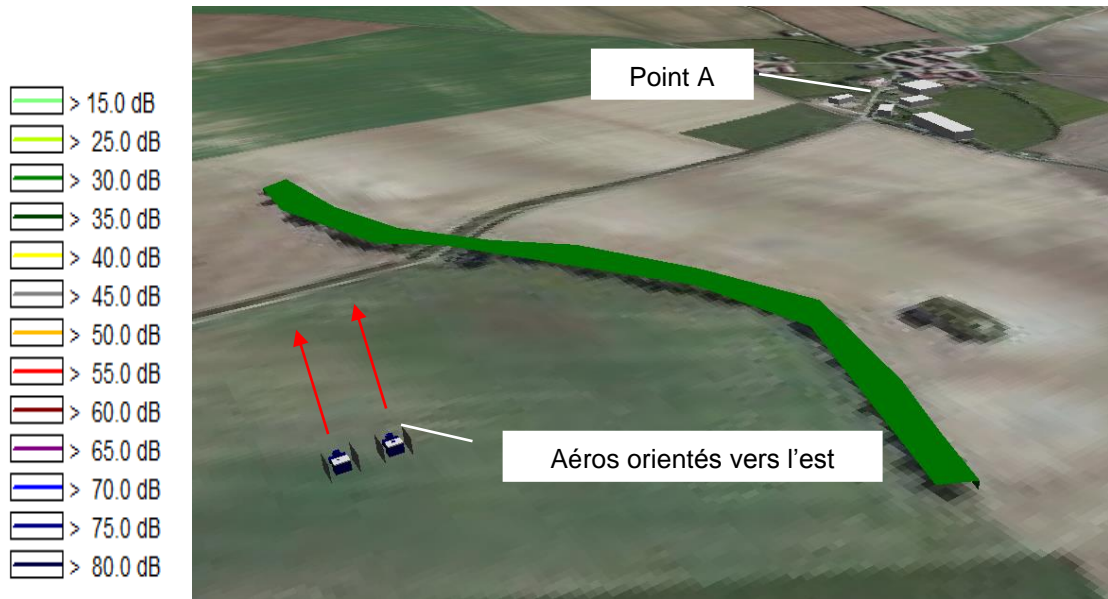 > 15.0 dB
> 25.0 dB
> 30.0 dB
> 35.0 dB
> 40.0 dB
> 45.0 dB
> 50.0 dB
> 55.0 dB
> 60.0 dB
> 65.0 dB
> 70.0 dB
> 75.0 dB
> 80.0 dB
Point A
Aéros orientés vers l’est